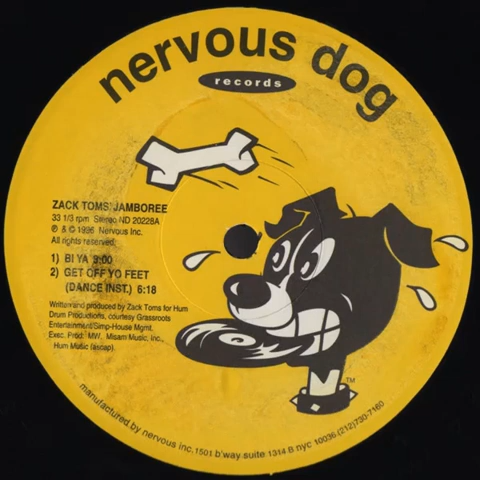 nervous dog
records
ZACK TOMS' JAMBOREE
33 1/3 rpm Stereo ND 20228A
℗ & © 1996 Nervous Inc.
All rights reserved.
1) BI YA 8:00
2) GET OFF YO FEET
(DANCE INST.) 6:18
Written and produced by Zack Toms for Hum
Drum Productions, courtesy Grassroots
Entertainment/Simp-House Mgmt.
Exec. Prod: MW, Misam Music, Inc.,
Hum Music (ascap).
TM
manufactured by nervous inc. 1501 b'way suite 1314 B nyc 10036 (212) 730-7160